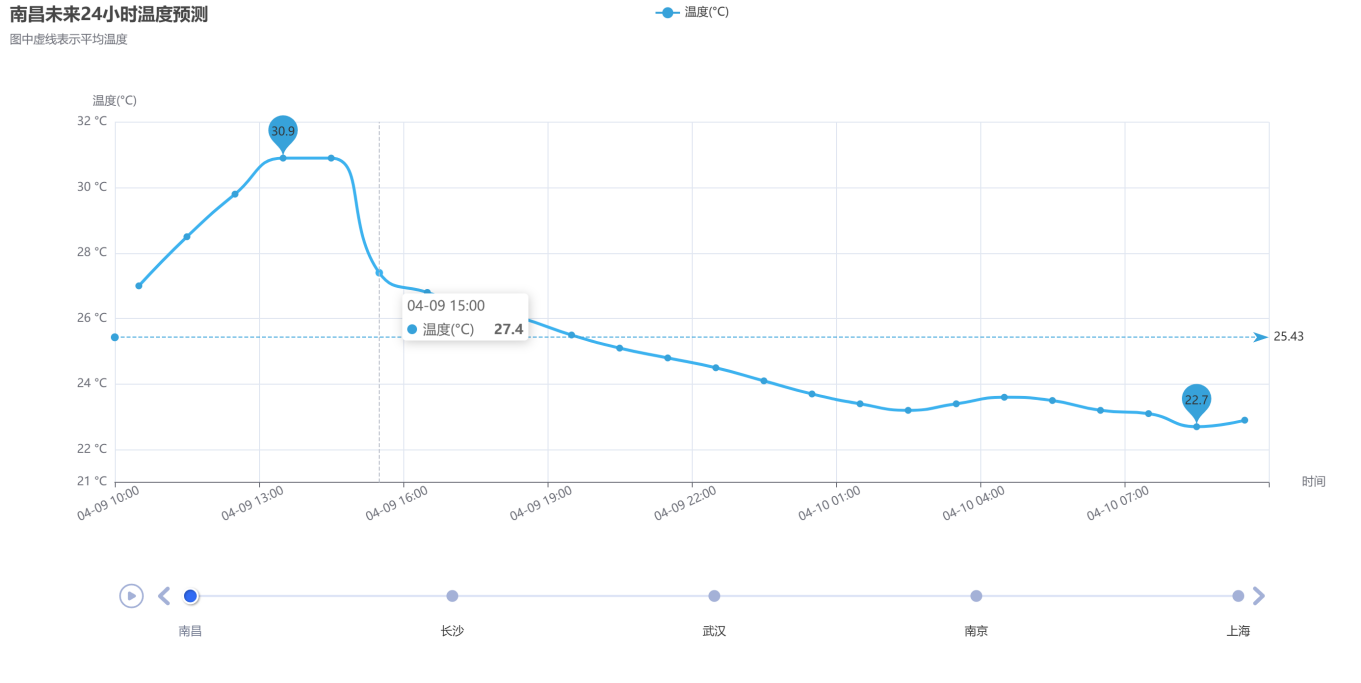 南昌未来24小时温度预测
温度(°C)
图中虚线表示平均温度
温度(°C)
32 °C
30.9
30 °C
28 °C
04-09 15:00
温度(°C) 27.4
26 °C
25.43
24 °C
22.7
22 °C
21 °C
时间
04-09 10:00
04-09 13:00
04-09 16:00
04-09 19:00
04-09 22:00
04-10 01:00
04-10 04:00
04-10 07:00
南昌
长沙
武汉
南京
上海